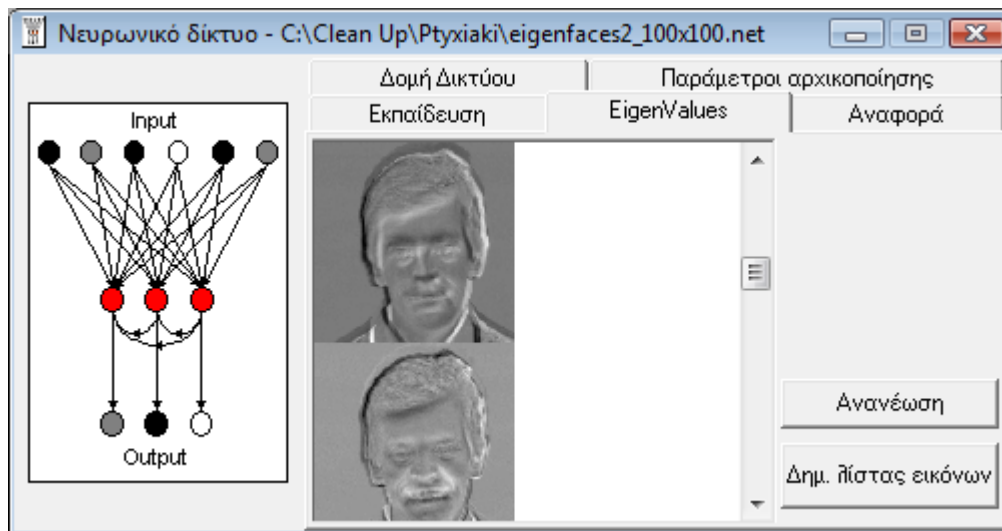 Νευρωνικό δίκτυο - C:\Clean Up\Ptyxiaki\eigenfaces2_100x100.net
Δομή Δικτύου
Παράμετροι αρχικοποίησης
Εκπαίδευση
EigenValues
Αναφορά
Input
Output
Ανανέωση
Δημ. λίστας εικόνων